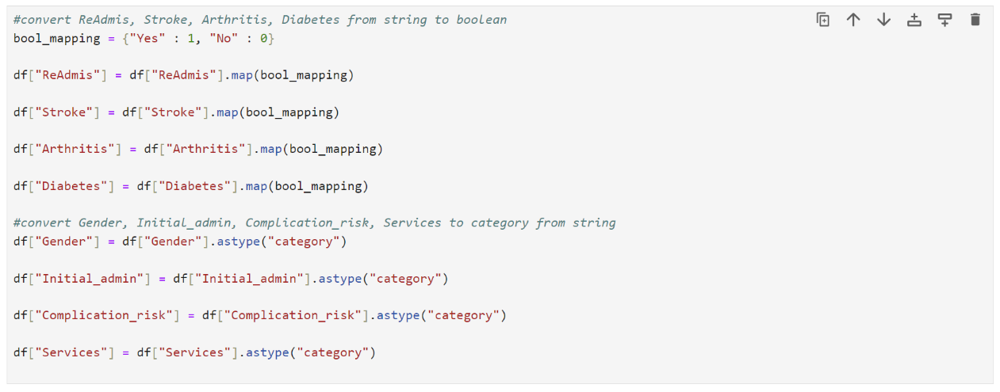 #convert ReAdmis, Stroke, Arthritis, Diabetes from string to boolean
bool_mapping = {"Yes" : 1, "No" : 0}
df["ReAdmis"] = df["ReAdmis"].map(bool_mapping)
df["Stroke"] = df["Stroke"].map(bool_mapping)
df["Arthritis"] = df["Arthritis"].map(bool_mapping)
df["Diabetes"] = df["Diabetes"].map(bool_mapping)
#convert Gender, Initial_admin, Complication_risk, Services to category from string
df["Gender"] = df["Gender"].astype("category")
df["Initial_admin"] = df["Initial_admin"].astype("category")
df["Complication_risk"] = df["Complication_risk"].astype("category")
df["Services"] = df["Services"].astype("category")